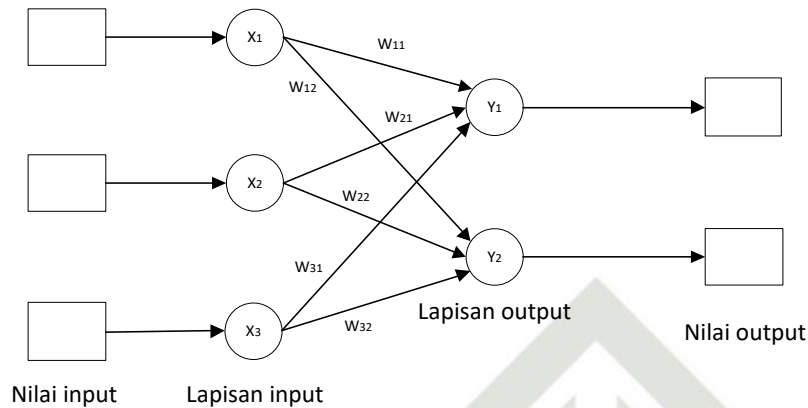 X1
W11
W12
Y1
W21
X2
W22
W31
Y2
X3
W32
Lapisan output
Nilai output
Nilai input
Lapisan input